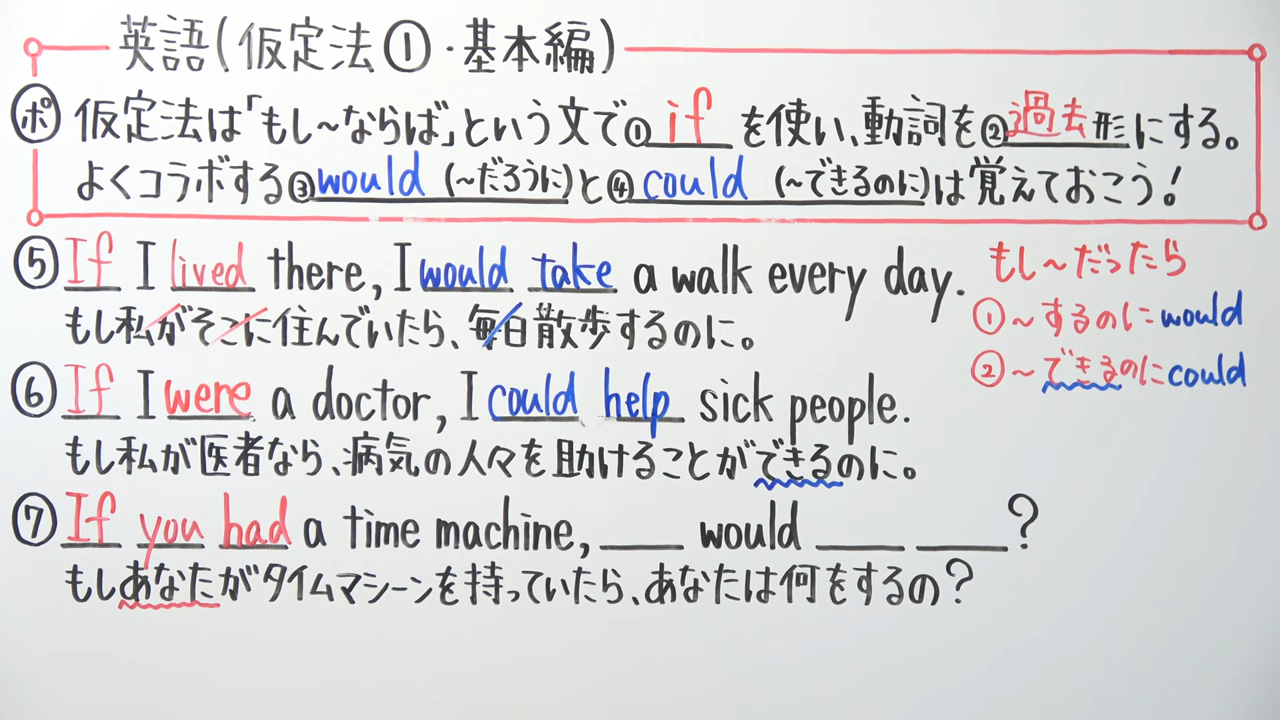 英語(仮定法①・基本編)
ポ 仮定法は「もし~ならば」という文で① if を使い、動詞を②過去形にする。
よくコラボする③would (~だろうに)と④could (~できるのに)は覚えておこう!
⑤If I lived there, I would take a walk every day.
もし私がそこに住んでいたら、毎日散歩するのに。
もし~だったら
①~するのに would
②~できるのに could
⑥If I were a doctor, I could help sick people.
もし私が医者なら、病気の人々を助けることができるのに。
⑦If you had a time machine, ___ would ___ ___?
もしあなたがタイムマシーンを持っていたら、あなたは何をするの?